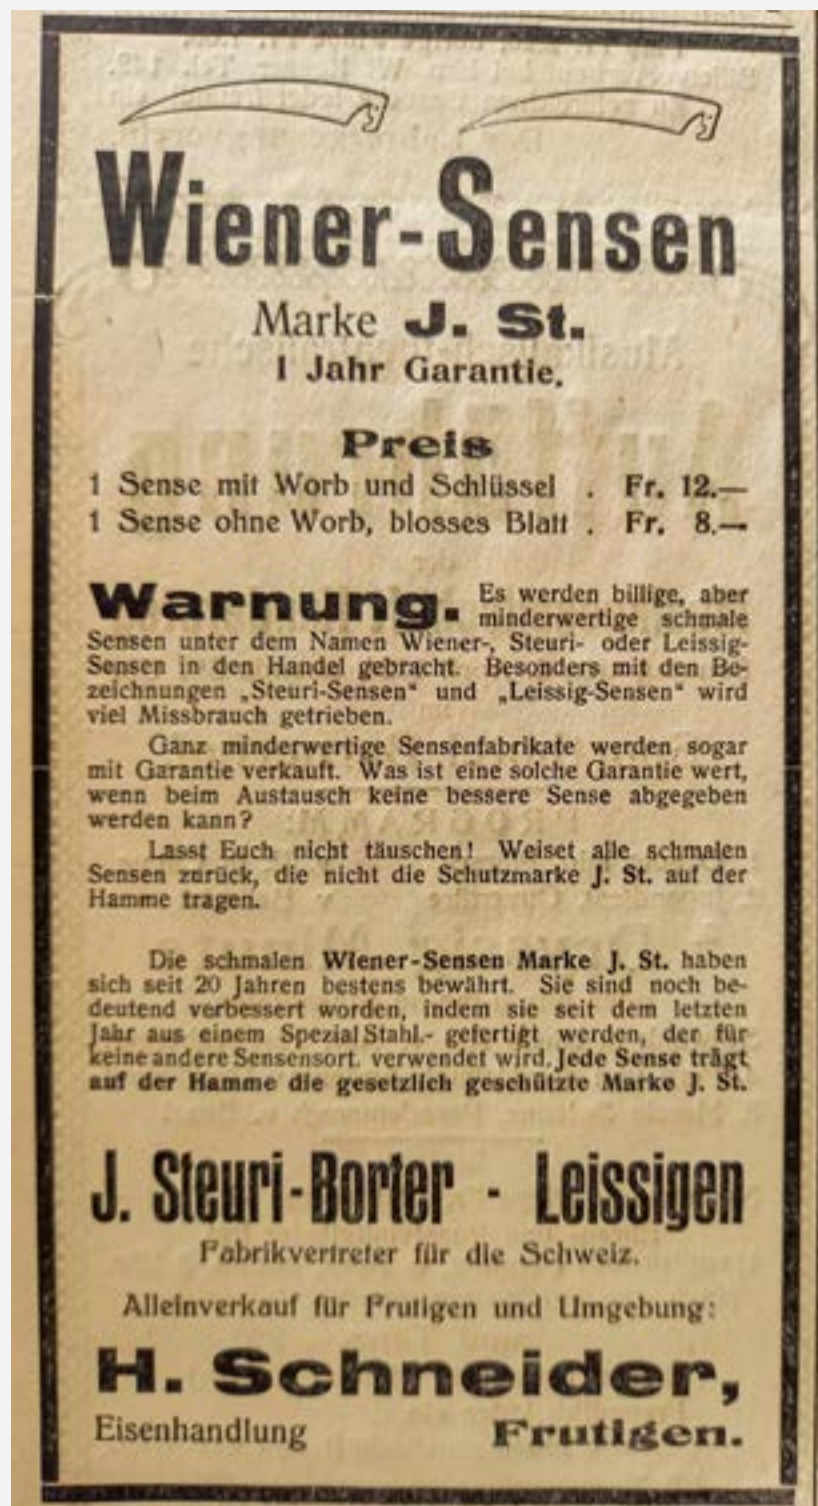 Wiener-Sensen
Marke J. St.
1 Jahr Garantie.
Preis
1 Sense mit Worb und Schlüssel . Fr. 12.—
1 Sense ohne Worb, blosses Blatt . Fr. 8.—
Warnung. Es werden billige, aber
minderwertige schmale
Sensen unter dem Namen Wiener-, Steuri- oder Leissig-
Sensen in den Handel gebracht. Besonders mit den Be-
zeichnungen „Steuri-Sensen“ und „Leissig-Sensen“ wird
viel Missbrauch getrieben.
Ganz minderwertige Sensenfabrikate werden sogar
mit Garantie verkauft. Was ist eine solche Garantie wert,
wenn beim Austausch keine bessere Sense abgegeben
werden kann?
Lasst Euch nicht täuschen! Weiset alle schmalen
Sensen zurück, die nicht die Schutzmarke J. St. auf der
Hamme tragen.
Die schmalen Wiener-Sensen Marke J. St. haben
sich seit 20 Jahren bestens bewährt. Sie sind noch be-
deutend verbessert worden, indem sie seit dem letzten
Jahr aus einem Spezial Stahl.- gefertigt werden, der für
keine andere Sensensort. verwendet wird. Jede Sense trägt
auf der Hamme die gesetzlich geschützte Marke J. St.
J. Steuri-Borter - Leissigen
Fabrikvertreter für die Schweiz.
Alleinverkauf für Frutigen und Umgebung:
H. Schneider,
Eisenhandlung Frutigen.